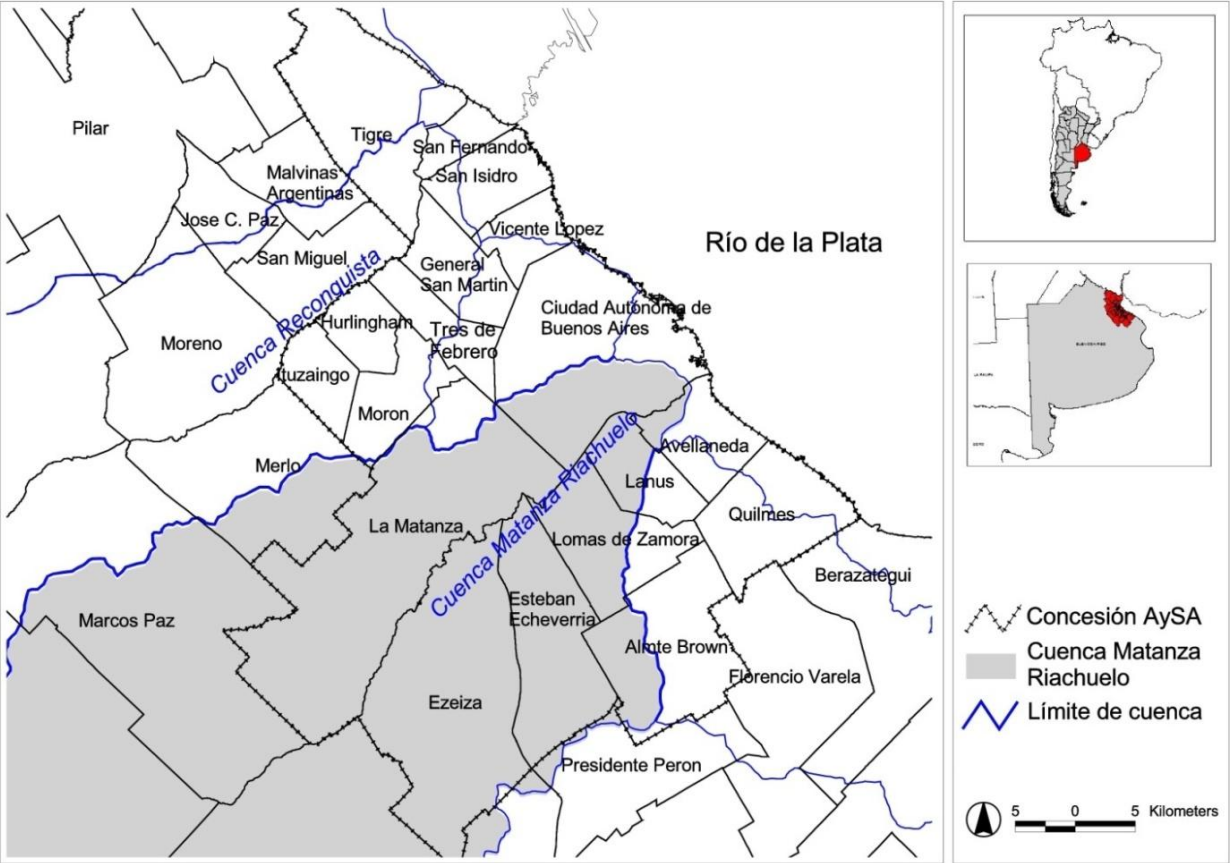 Pilar
Tigre
San Fernando
San Isidro
Malvinas
Argentinas
Jose C. Paz
Vicente Lopez
San Miguel
General
San Martin
Río de la Plata
Cuenca Reconquista
Hurlingham
Ciudad Autónoma de
Buenos Aires
Tres de
Febrero
Moreno
Ituzaingo
Moron
Merlo
Avellaneda
Lanus
Quilmes
La Matanza
Cuenca Matanza Riachuelo
Lomas de Zamora
Berazategui
Esteban
Echeverria
Marcos Paz
Almte Brown
Florencio Varela
Ezeiza
Presidente Peron
Concesión AySA
Cuenca Matanza
Riachuelo
Límite de cuenca
5 0 5 Kilometers